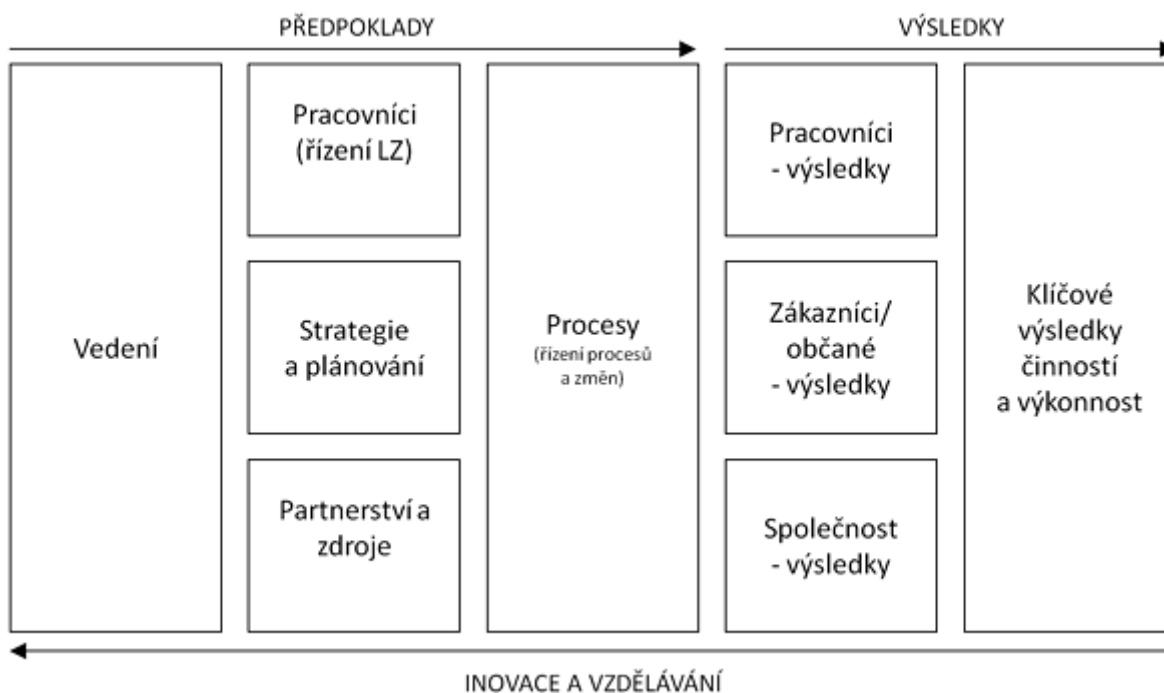 PŘEDPOKLADY
VÝSLEDKY
Vedení
Pracovníci
(řízení LZ)
Strategie
a plánování
Partnerství a
zdroje
Procesy
(řízení procesů
a změn)
Pracovníci
- výsledky
Zákazníci/
občané
- výsledky
Společnost
- výsledky
Klíčové
výsledky
činností
a výkonnost
INOVACE A VZDĚLÁVÁNÍ